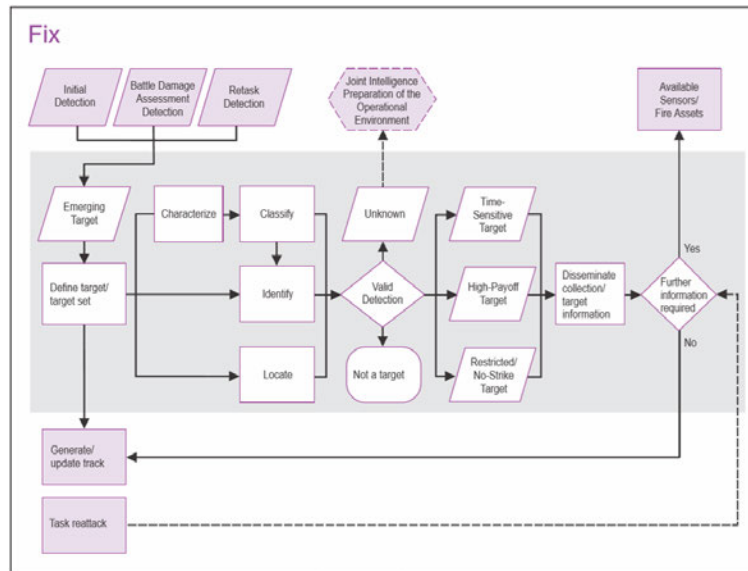 Fix
Initial
Detection
Battle Damage
Assessment
Detection
Retask
Detection
Joint Intelligence
Preparation of the
Operational
Environment
Available
Sensors/
Fire Assets
Emerging
Target
Characterize
Classify
Unknown
Time-
Sensitive
Target
Yes
Define target/
target set
Identify
Valid
Detection
High-Payoff
Target
Disseminate
collection/
target
information
Further
information
required
No
Locate
Not a target
Restricted/
No-Strike
Target
Generate/
update track
Task reattack